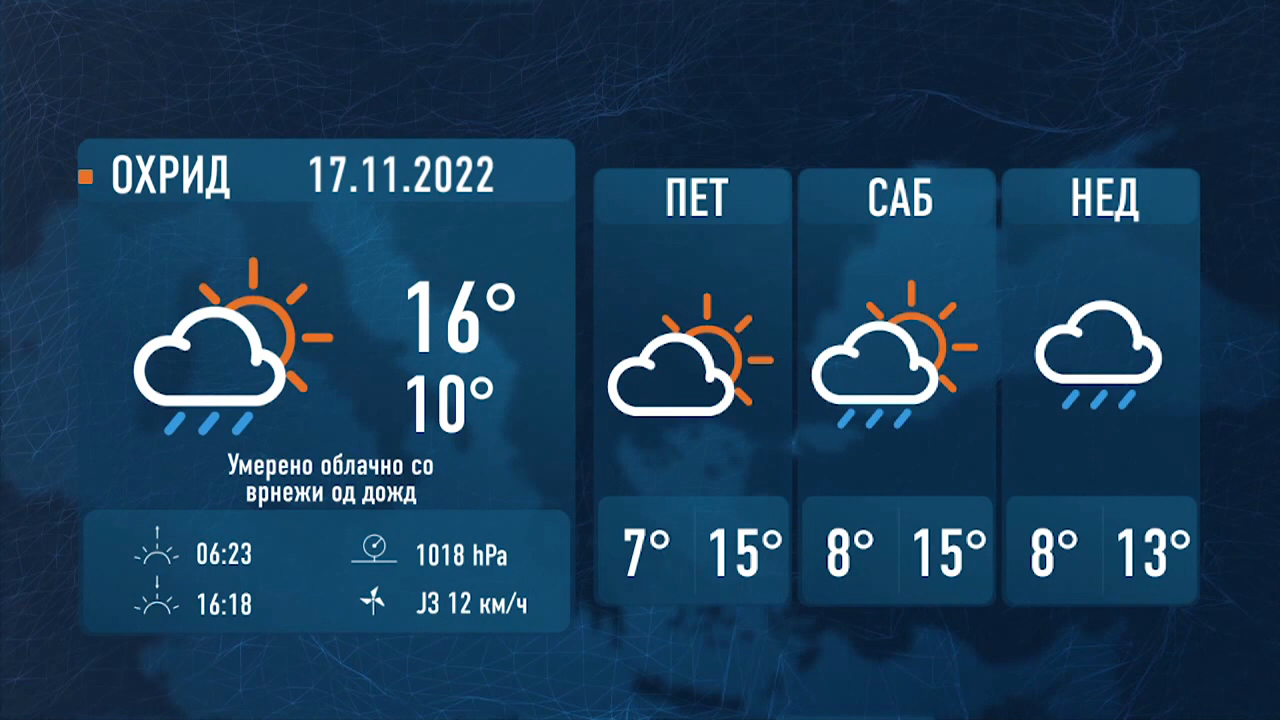 ОХРИД 17.11.2022
16°
10°
Умерено облачно со
врнежи од дожд
06:23
1018 hPa
16:18
ЈЗ 12 км/ч
ПЕТ
7° 15°
САБ
8° 15°
НЕД
8° 13°